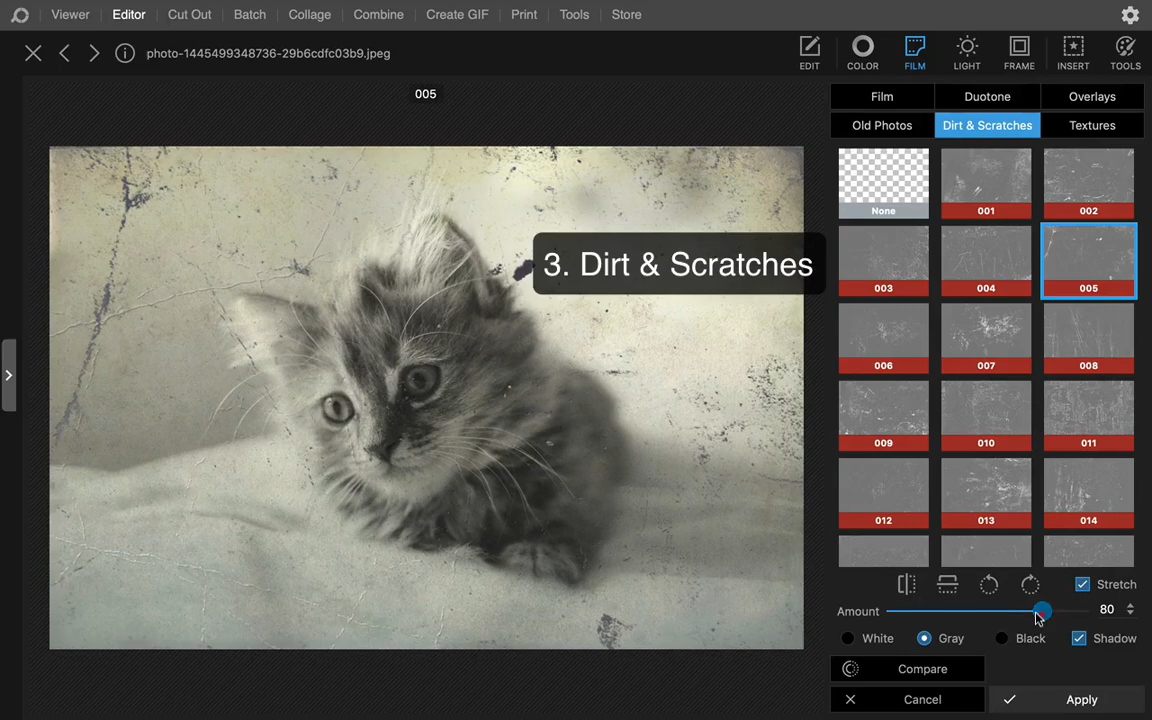 Viewer Editor Cut Out Batch Collage Combine Create GIF Print Tools Store
photo-1445499348736-29b6cdfc03b9.jpeg
EDIT COLOR FILM LIGHT FRAME INSERT TOOLS
005
Film Duotone Overlays
Old Photos Dirt & Scratches Textures
None 001 002
3. Dirt & Scratches
003 004 005
006 007 008
009 010 011
012 013 014
Stretch
Amount 80
White Gray Black Shadow
Compare
Cancel Apply